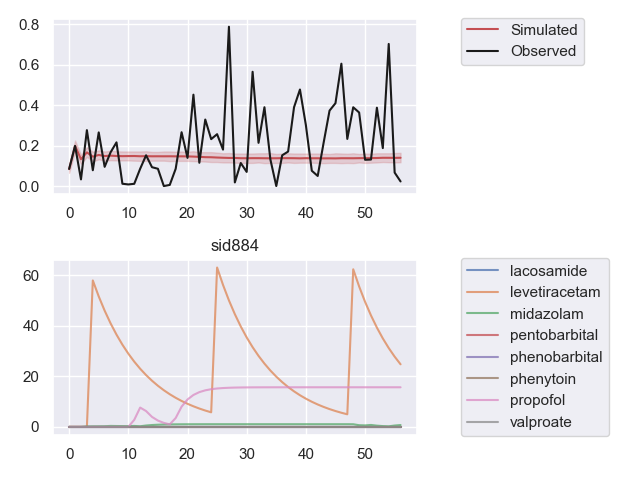 0.8
0.6
0.4
0.2
0.0
0 10 20 30 40 50
Simulated
Observed
sid884
60
40
20
0
0 10 20 30 40 50
lacosamide
levetiracetam
midazolam
pentobarbital
phenobarbital
phenytoin
propofol
valproate